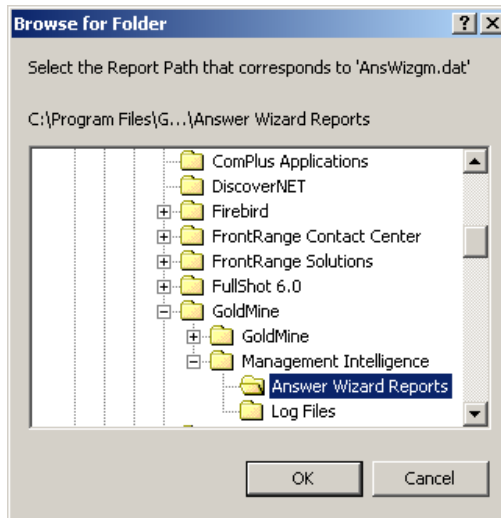 Browse for Folder
Select the Report Path that corresponds to 'AnsWizgm.dat'
C:\Program Files\G...\Answer Wizard Reports
ComPlus Applications
DiscoverNET
Firebird
FrontRange Contact Center
FrontRange Solutions
FullShot 6.0
GoldMine
GoldMine
Management Intelligence
Answer Wizard Reports
Log Files
OK Cancel